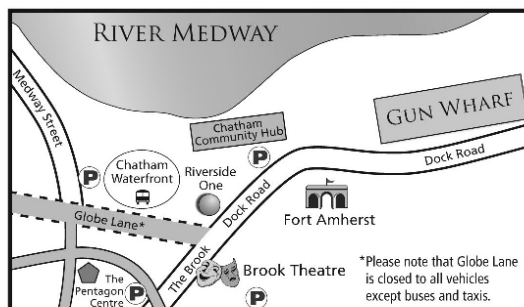 RIVER MEDWAY
Medway Street
Chatham
Community Hub
GUN WHARF
P
Dock Road
P
Chatham
Waterfront
Riverside
One
Dock Road
Fort Amherst
Globe Lane*
The Brook
The
Pentagon
Centre
P
Brook Theatre
P
*Please note that Globe Lane
is closed to all vehicles
except buses and taxis.